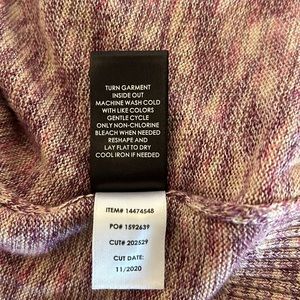 TURN GARMENT
INSIDE OUT
MACHINE WASH COLD
WITH LIKE COLORS
GENTLE CYCLE
ONLY NON-CHLORINE
BLEACH WHEN NEEDED
RESHAPE AND
LAY FLAT TO DRY
COOL IRON IF NEEDED
ITEM# 14474548
PO# 1592639
CUT# 202529
CUT DATE:
11/2020